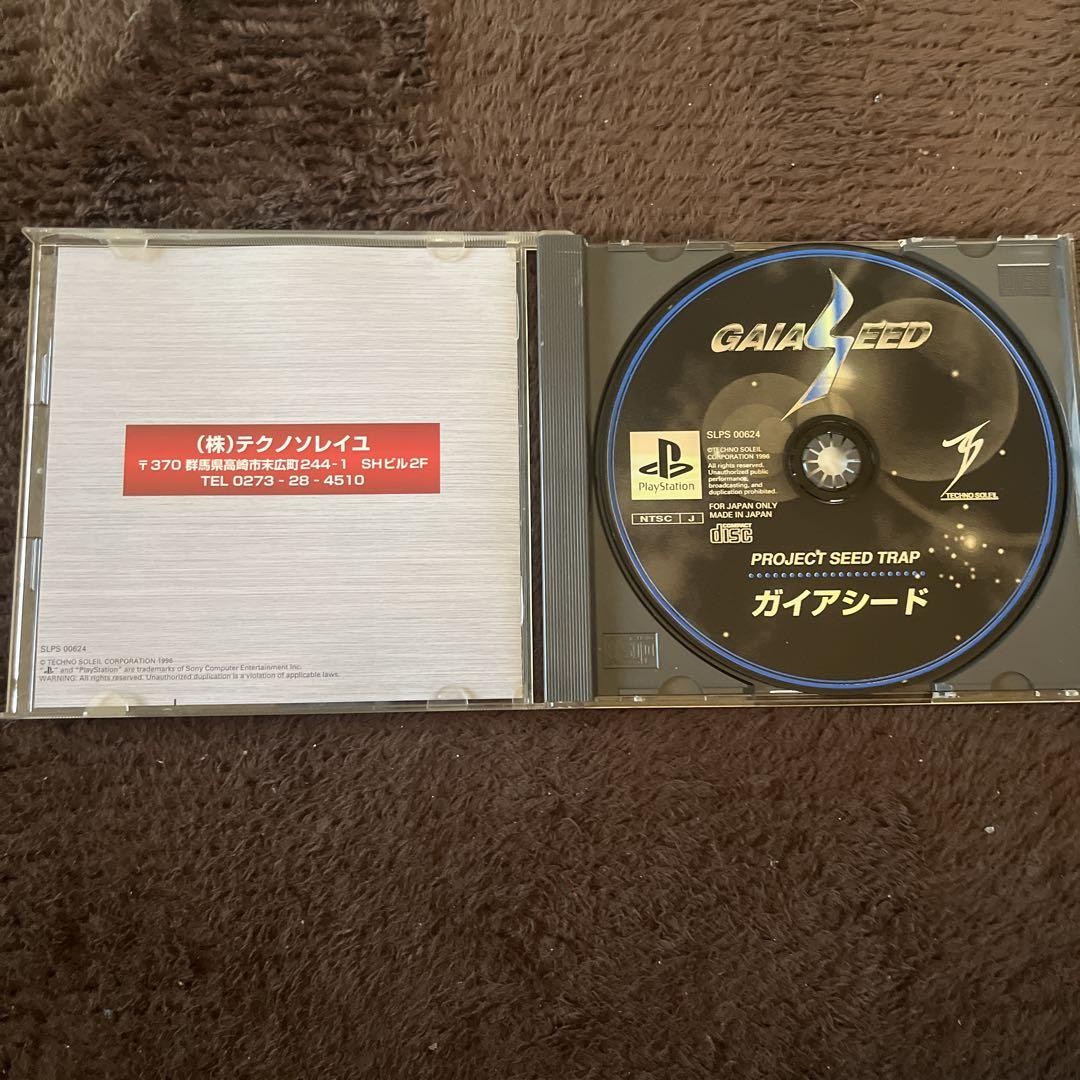 (株)テクノソレイユ
〒370 群馬県高崎市末広町244-1 SHビル2F
TEL 0273-28-4510
SLPS 00624
© TECHNO SOLEIL CORPORATION 1996
" " and "PlayStation" are trademarks of Sony Computer Entertainment Inc.
WARNING: All rights reserved. Unauthorized duplication is a violation of applicable laws.
GAIASEED
SLPS 00624
©TECHNO SOLEIL
CORPORATION 1996
All rights reserved.
Unauthorized public
performance,
broadcasting, and
duplication prohibited.
FOR JAPAN ONLY
MADE IN JAPAN
PlayStation
NTSC J
COMPACT
disc
TECHNO SOLEIL
PROJECT SEED TRAP
ガイアシード